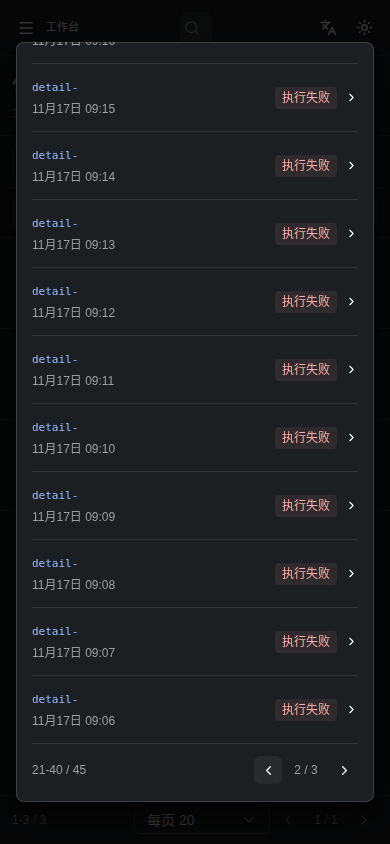 工作台
detail-
11月17日 09:15
执行失败
detail-
11月17日 09:14
执行失败
detail-
11月17日 09:13
执行失败
detail-
11月17日 09:12
执行失败
detail-
11月17日 09:11
执行失败
detail-
11月17日 09:10
执行失败
detail-
11月17日 09:09
执行失败
detail-
11月17日 09:08
执行失败
detail-
11月17日 09:07
执行失败
detail-
11月17日 09:06
执行失败
21-40 / 45
2 / 3
1-3 / 3
每页 20
1 / 1